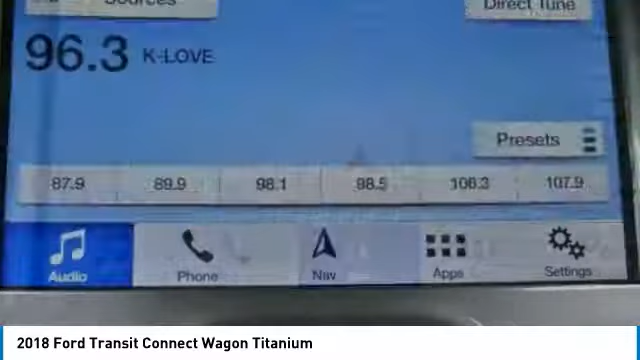 Sources
Direct Tune
96.3 K-LOVE
Presets
87.9 89.9 98.1 98.5 106.3 107.9
Audio Phone Nav Apps Settings
2018 Ford Transit Connect Wagon Titanium